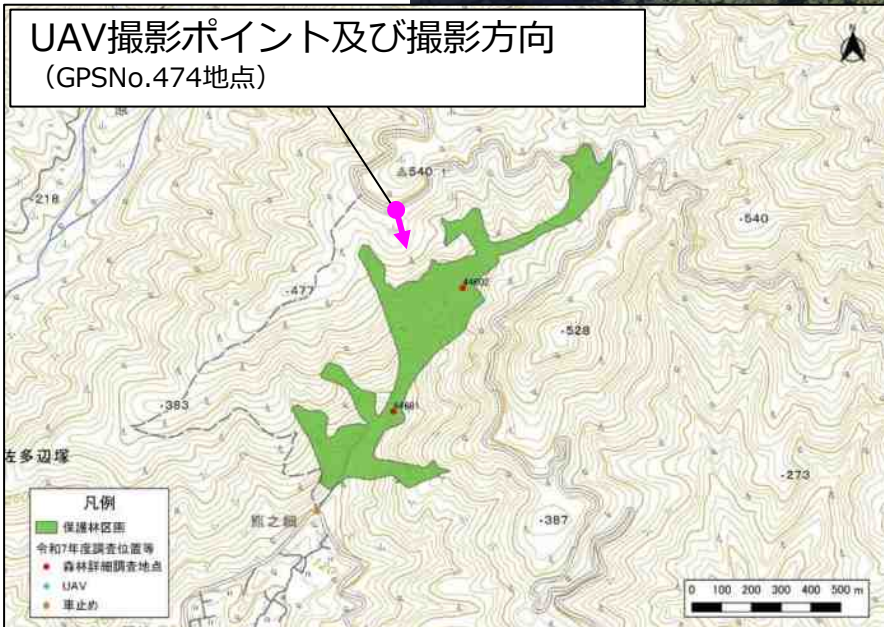 UAV撮影ポイント及び撮影方向
(GPSNo.474地点)
N
540
218
540
477
44602
528
383
44601
左多辺塚
273
凡例
保護林区画
令和7年度調査位置等
森林詳細調査地点
UAV
車止め
387
0 100 200 300 400 500 m